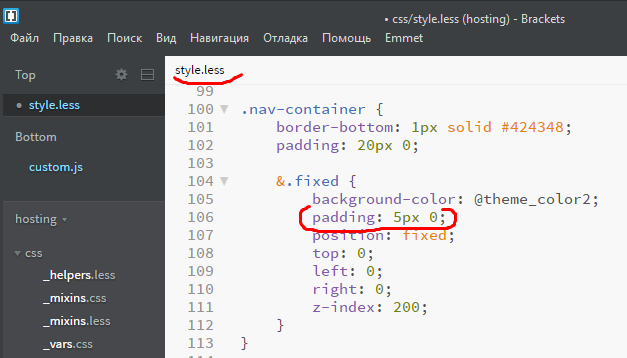 • css/style.less (hosting) - Brackets
Файл Правка Поиск Вид Навигация Отладка Помощь Emmet
Top
style.less
Bottom
custom.js
hosting
css
_helpers.less
_mixins.css
_mixins.less
_vars.css
style.less
99
100 .nav-container {
101 border-bottom: 1px solid #424348;
102 padding: 20px 0;
103
104 &.fixed {
105 background-color: @theme_color2;
106 padding: 5px 0;
107 position: fixed;
108 top: 0;
109 left: 0;
110 right: 0;
111 z-index: 200;
112 }
113 }